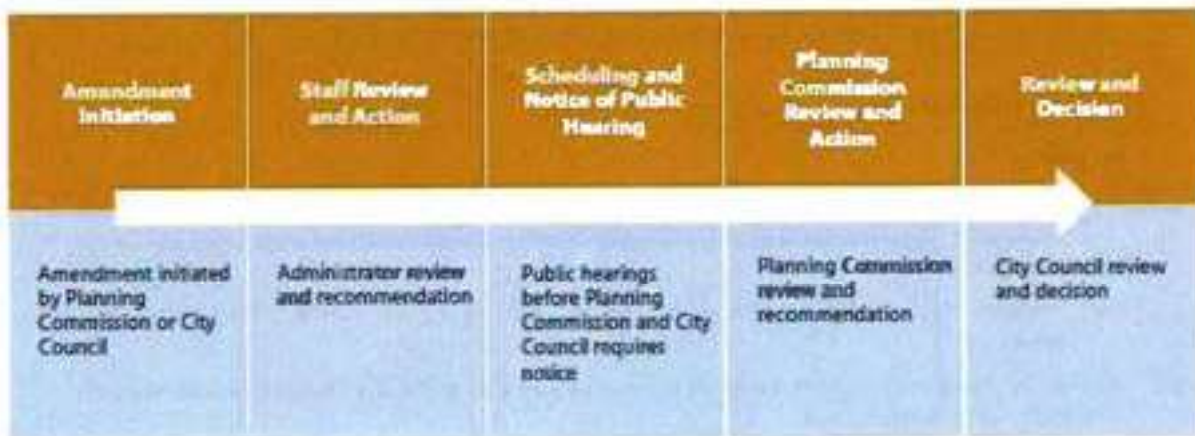 Amendment
Initiation
Staff Review
and Action
Scheduling and
Notice of Public
Hearing
Planning
Commission
Review and
Action
Review and
Decision
Amendment initiated
by Planning
Commission or City
Council
Administrator review
and recommendation
Public hearings
before Planning
Commission and City
Council requires
notice
Planning Commission
review and
recommendation
City Council review
and decision